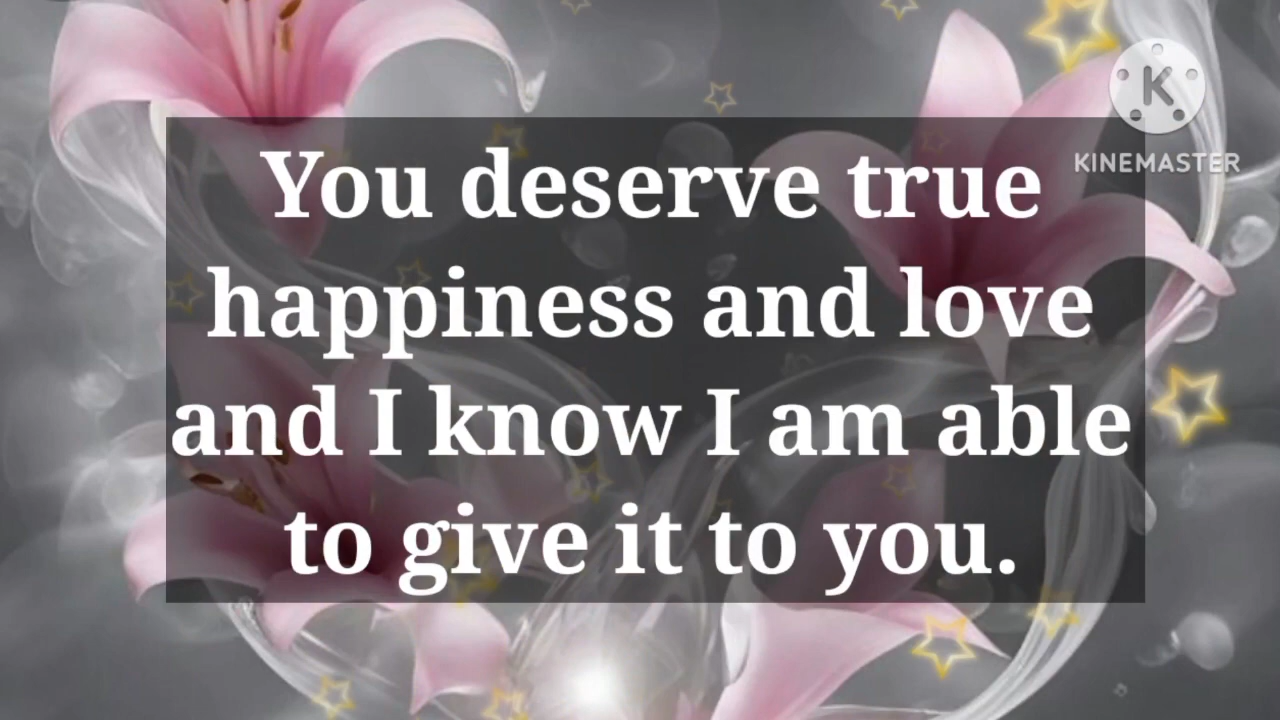 You deserve true
happiness and love
and I know I am able
to give it to you.
K
KINEMASTER